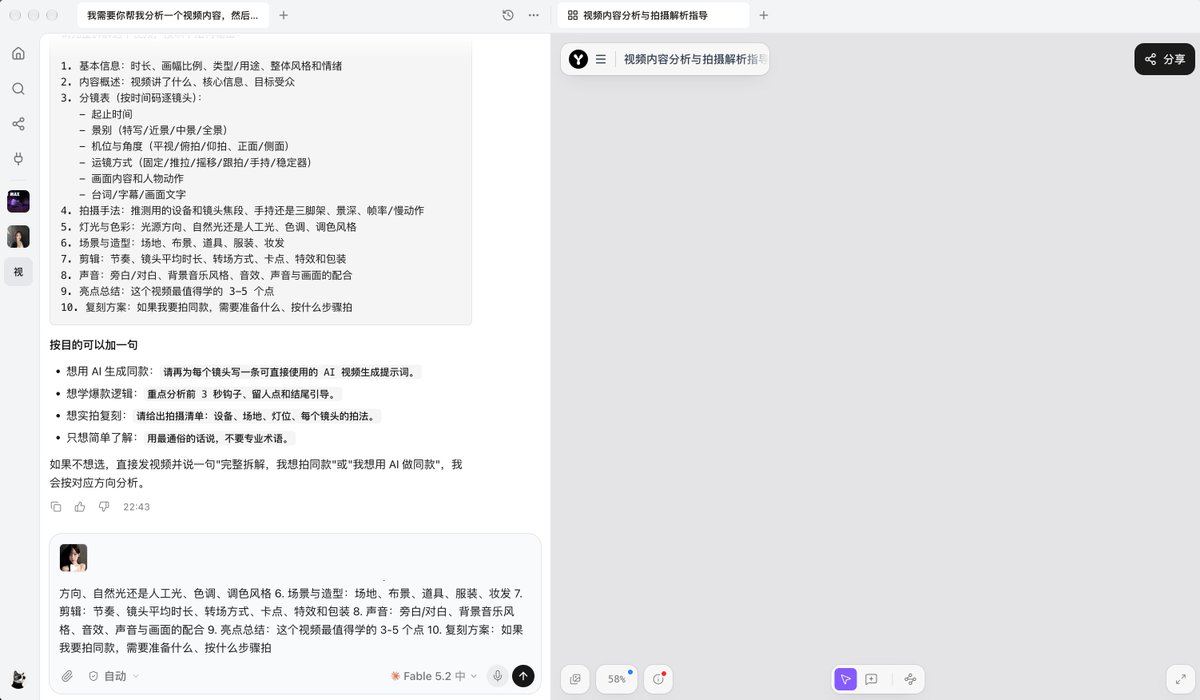 我需要你帮我分析一个视频内容，然后...
视频内容分析与拍摄解析指导
视频内容分析与拍摄解析指导
分享
1. 基本信息：时长、画幅比例、类型/用途、整体风格和情绪
2. 内容概述：视频讲了什么、核心信息、目标受众
3. 分镜表（按时间码逐镜头）：
– 起止时间
– 景别（特写/近景/中景/全景）
– 机位与角度（平视/俯拍/仰拍、正面/侧面）
– 运镜方式（固定/推拉/摇移/跟拍/手持/稳定器）
– 画面内容和人物动作
– 台词/字幕/画面文字
4. 拍摄手法：推测用的设备和镜头焦段、手持还是三脚架、景深、帧率/慢动作
5. 灯光与色彩：光源方向、自然光还是人工光、色调、调色风格
6. 场景与造型：场地、布景、道具、服装、妆发
7. 剪辑：节奏、镜头平均时长、转场方式、卡点、特效和包装
8. 声音：旁白/对白、背景音乐风格、音效、声音与画面的配合
9. 亮点总结：这个视频最值得学的 3–5 个点
10. 复刻方案：如果我要拍同款，需要准备什么、按什么步骤拍
按目的可以加一句
• 想用 AI 生成同款： 请再为每个镜头写一条可直接使用的 AI 视频生成提示词。
• 想学爆款逻辑： 重点分析前 3 秒钩子、留人点和结尾引导。
• 想实拍复刻： 请给出拍摄清单：设备、场地、灯位、每个镜头的拍法。
• 只想简单了解： 用最通俗的话说，不要专业术语。
如果不想选，直接发视频并说一句"完整拆解，我想拍同款"或"我想用 AI 做同款"，我
会按对应方向分析。
22:43
方向、自然光还是人工光、色调、调色风格 6. 场景与造型：场地、布景、道具、服装、妆发 7.
剪辑：节奏、镜头平均时长、转场方式、卡点、特效和包装 8. 声音：旁白/对白、背景音乐风
格、音效、声音与画面的配合 9. 亮点总结：这个视频最值得学的 3-5 个点 10. 复刻方案：如果
我要拍同款，需要准备什么、按什么步骤拍
自动
Fable 5.2 中
58%
MAX
视